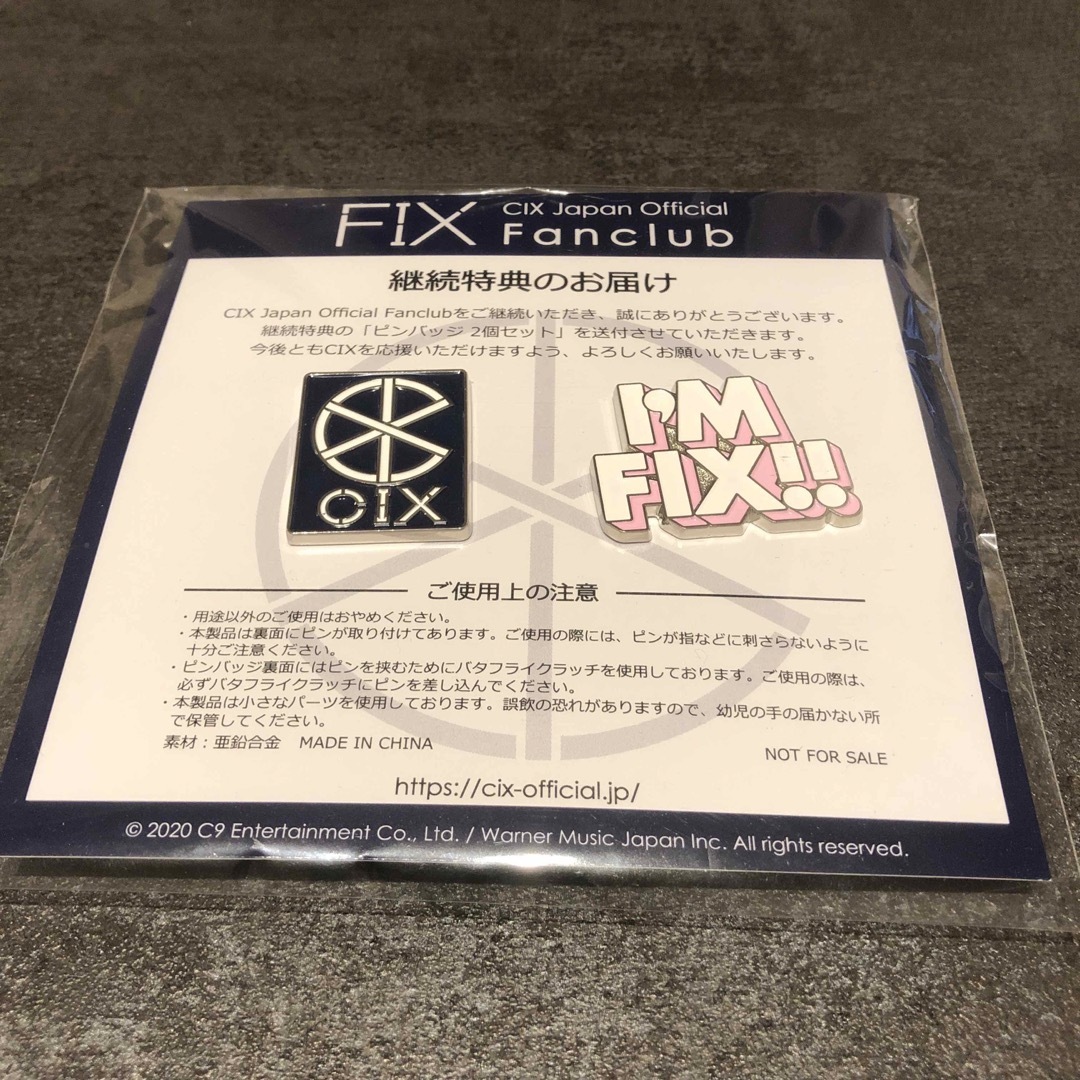 FIX CIX Japan Official
Fanclub
継続特典のお届け
CIX Japan Official Fanclubをご継続いただき、誠にありがとうございます。
継続特典の「ピンバッジ 2個セット」を送付させていただきます。
今後ともCIXを応援いただけますよう、よろしくお願いいたします。
CIX
I'M
FIX!!
ご使用上の注意
・用途以外のご使用はおやめください。
・本製品は裏面にピンが取り付けてあります。ご使用の際には、ピンが指などに刺さらないように
十分ご注意ください。
・ピンバッジ裏面にはピンを挟むためにバタフライクラッチを使用しております。ご使用の際は、
必ずバタフライクラッチにピンを差し込んでください。
・本製品は小さなパーツを使用しております。誤飲の恐れがありますので、幼児の手の届かない所
で保管してください。
素材：亜鉛合金 MADE IN CHINA
NOT FOR SALE
https://cix-official.jp/
© 2020 C9 Entertainment Co., Ltd. / Warner Music Japan Inc. All rights reserved.